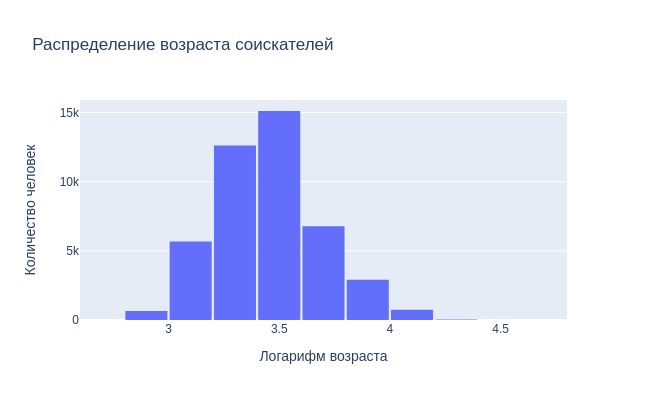 Распределение возраста соискателей
Количество человек
15k
10k
5k
0
3
3.5
4
4.5
Логарифм возраста